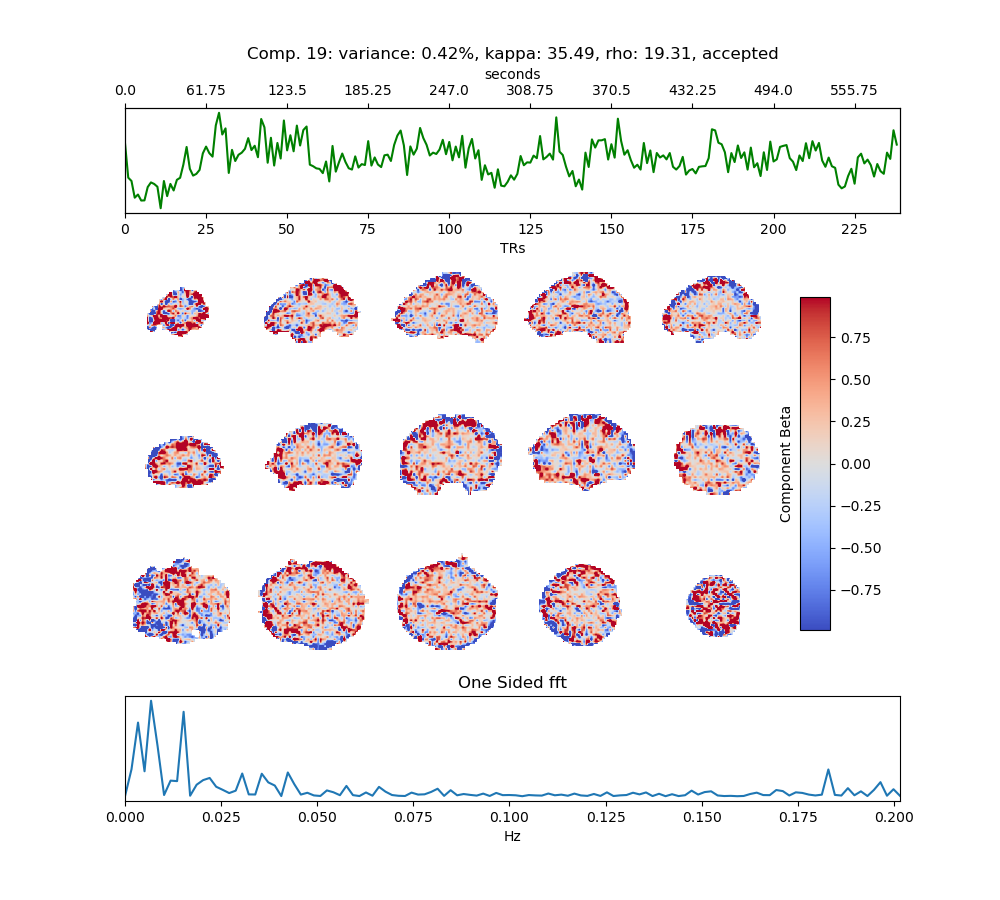 Comp. 19: variance: 0.42%, kappa: 35.49, rho: 19.31, accepted
seconds
0.0 61.75 123.5 185.25 247.0 308.75 370.5 432.25 494.0 555.75
0 25 50 75 100 125 150 175 200 225
TRs
0.75
0.50
0.25
0.00
−0.25
−0.50
−0.75
Component Beta
One Sided fft
0.000 0.025 0.050 0.075 0.100 0.125 0.150 0.175 0.200
Hz